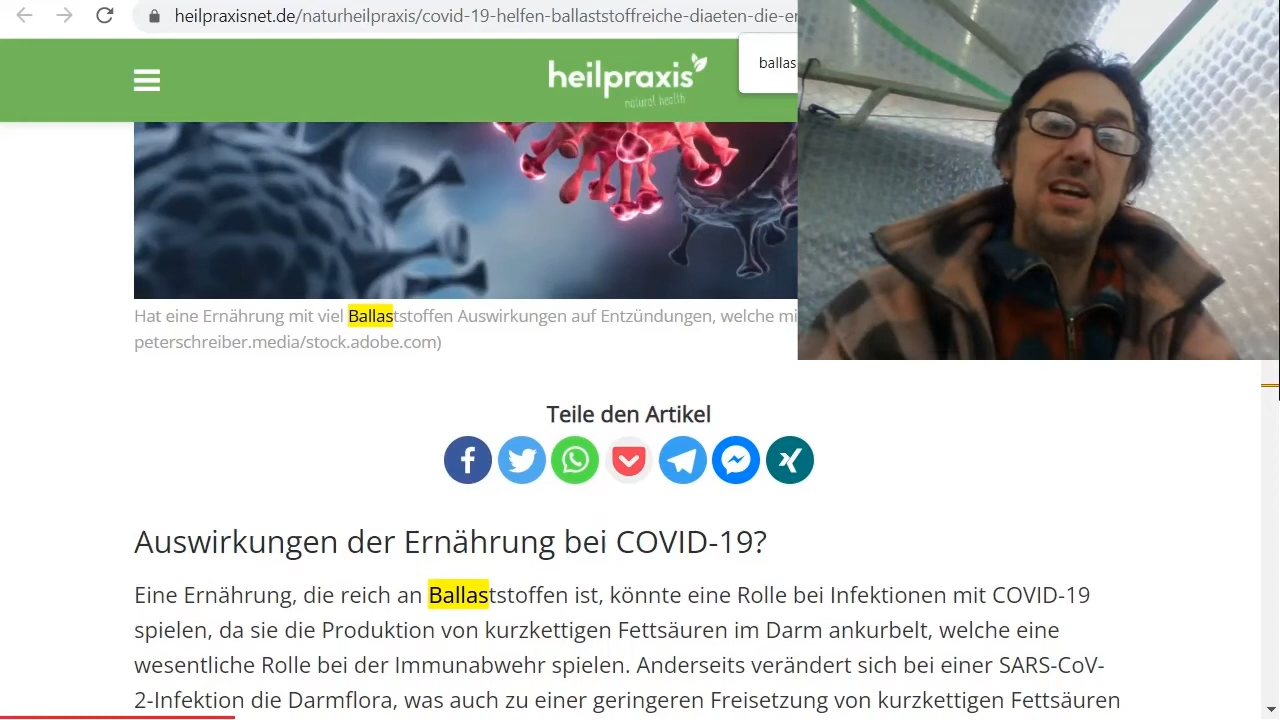 heilpraxisnet.de/naturheilpraxis/covid-19-helfen-ballaststoffreiche-diaeten-die-er
heilpraxis
natural health
ballas
Hat eine Ernährung mit viel Ballaststoffen Auswirkungen auf Entzündungen, welche mi
peterschreiber.media/stock.adobe.com)
Teile den Artikel
Auswirkungen der Ernährung bei COVID-19?
Eine Ernährung, die reich an Ballaststoffen ist, könnte eine Rolle bei Infektionen mit COVID-19
spielen, da sie die Produktion von kurzkettigen Fettsäuren im Darm ankurbelt, welche eine
wesentliche Rolle bei der Immunabwehr spielen. Anderseits verändert sich bei einer SARS-CoV-
2-Infektion die Darmflora, was auch zu einer geringeren Freisetzung von kurzkettigen Fettsäuren